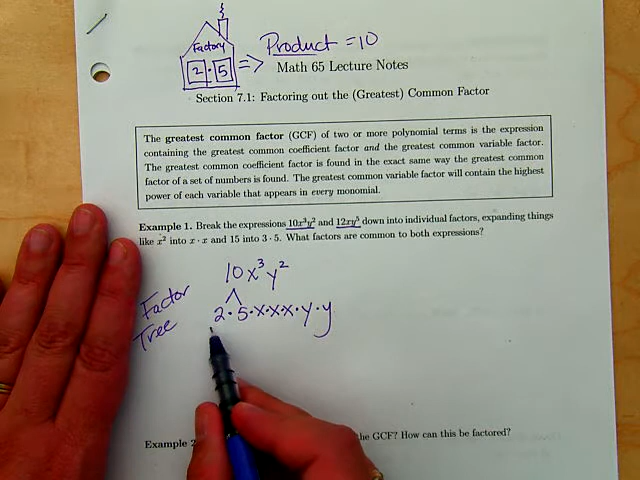 Factory
2 · 5 => Product = 10
Math 65 Lecture Notes
Section 7.1: Factoring out the (Greatest) Common Factor
The greatest common factor (GCF) of two or more polynomial terms is the expression
containing the greatest common coefficient factor and the greatest common variable factor.
The greatest common coefficient factor is found in the exact same way the greatest common
factor of a set of numbers is found. The greatest common variable factor will contain the highest
power of each variable that appears in every monomial.
Example 1. Break the expressions 10x³y² and 12xy⁵ down into individual factors, expanding things
like x² into x · x and 15 into 3 · 5. What factors are common to both expressions?
10x³y²
Factor
Tree
2·5·x·x·x·y·y
Example 2 the GCF? How can this be factored?